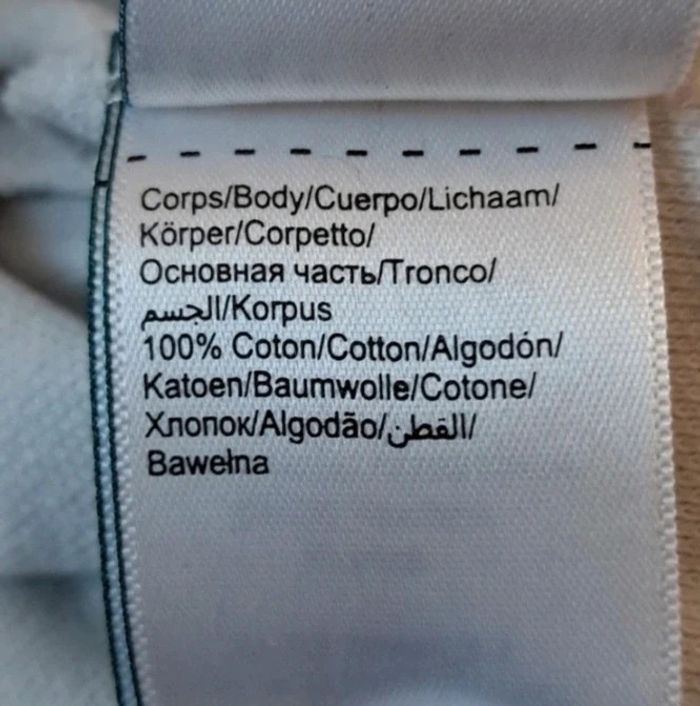 Corps/Body/Cuerpo/Lichaam/
Körper/Corpetto/
Основная часть/Tronco/
الجسم/Korpus
100% Coton/Cotton/Algodón/
Katoen/Baumwolle/Cotone/
Хлопок/Algodão/القطن/
Bawełna